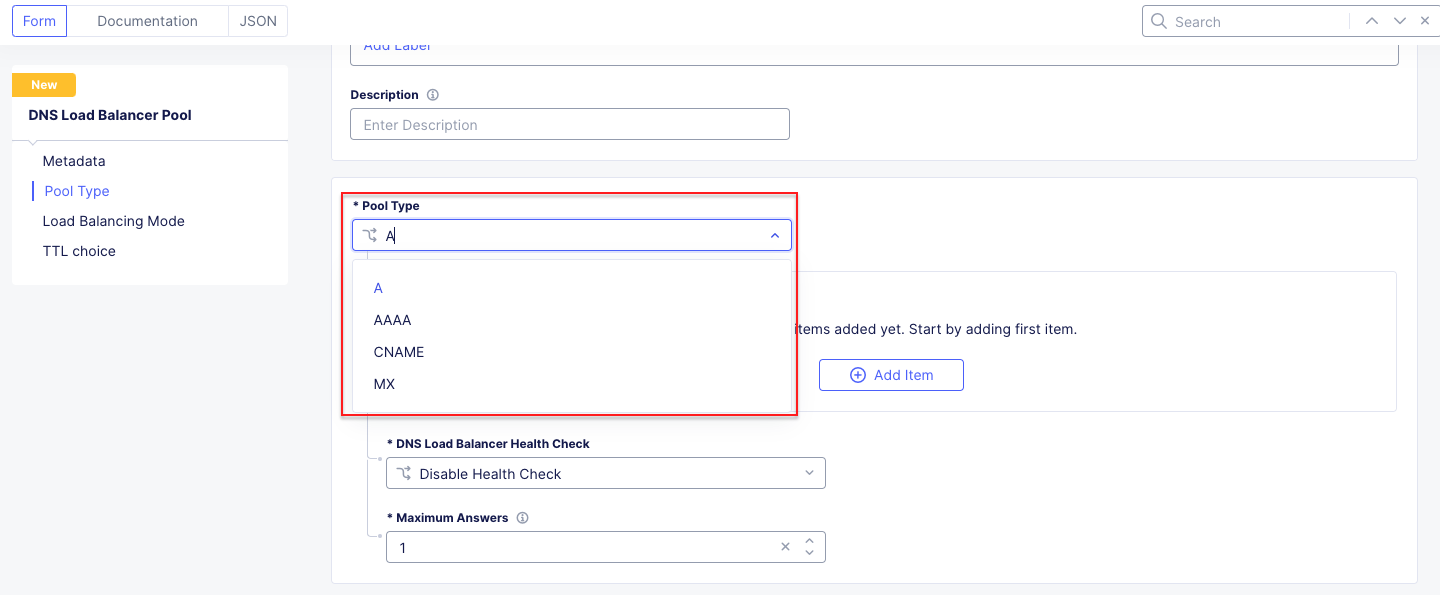 Form
Documentation
JSON
Search
New
DNS Load Balancer Pool
Metadata
Pool Type
Load Balancing Mode
TTL choice
Add Label
Description
Enter Description
* Pool Type
A
A
AAAA
CNAME
MX
items added yet. Start by adding first item.
Add Item
* DNS Load Balancer Health Check
Disable Health Check
* Maximum Answers
1